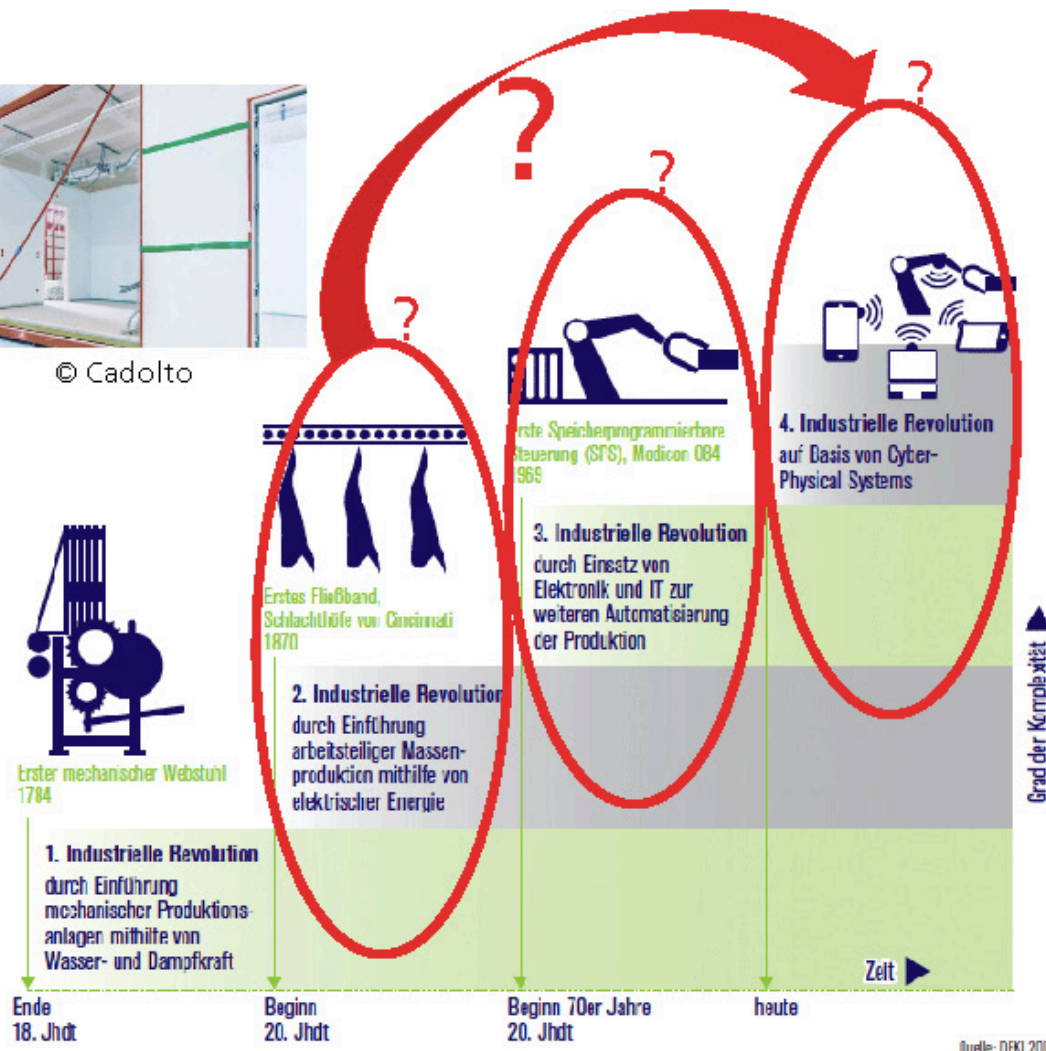 ?
?
?
?
© Cadolto
Erster mechanischer Webstuhl
1784
1. Industrielle Revolution
durch Einführung
mechanischer Produktions-
anlagen mithilfe von
Wasser- und Dampfkraft
Ende
18. Jhdt
Erstes Fließband,
Schlachthöfe von Cincinnati
1870
2. Industrielle Revolution
durch Einführung
arbeitsteiliger Massen-
produktion mithilfe von
elektrischer Energie
Beginn
20. Jhdt
rste Speicherprogrammierbare
Steuerung (SPS), Modicon 084
1969
3. Industrielle Revolution
durch Einsatz von
Elektronik und IT zur
weiteren Automatisierung
der Produktion
Beginn 70er Jahre
20. Jhdt
4. Industrielle Revolution
auf Basis von Cyber-
Physical Systems
heute
Zeit
Grad der Komplexität
Quelle: DFKI